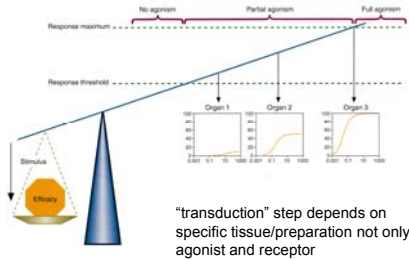 No agonism Partial agonism Full agonism
Response maximum
Response threshold
Organ 1 Organ 2 Organ 3
100 100 100
80 80 80
60 60 60
40 40 40
20 20 20
0 0 0
0.001 0.1 10 1000 0.001 0.1 10 1000 0.001 0.1 10 1000
Stimulus
Efficacy
“transduction” step depends on
specific tissue/preparation not only
agonist and receptor